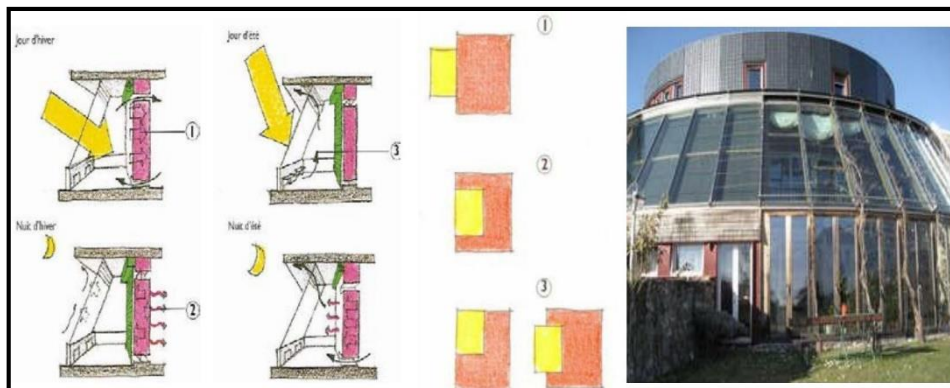 Jour d'hiver
Jour d'été
①
③
Nuit d'hiver
Nuit d'été
②
①
②
③